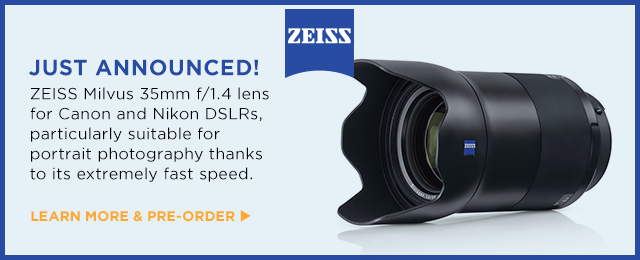 ZEISS
JUST ANNOUNCED!
ZEISS Milvus 35mm f/1.4 lens
for Canon and Nikon DSLRs,
particularly suitable for
portrait photography thanks
to its extremely fast speed.
LEARN MORE & PRE-ORDER ▶
ZEISS